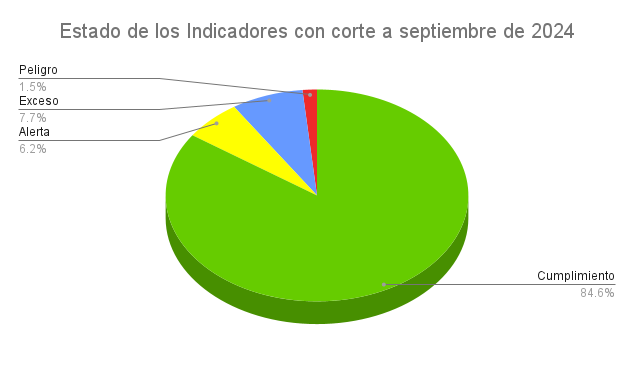 Estado de los Indicadores con corte a septiembre de 2024
Peligro
1.5%
Exceso
7.7%
Alerta
6.2%
Cumplimiento
84.6%